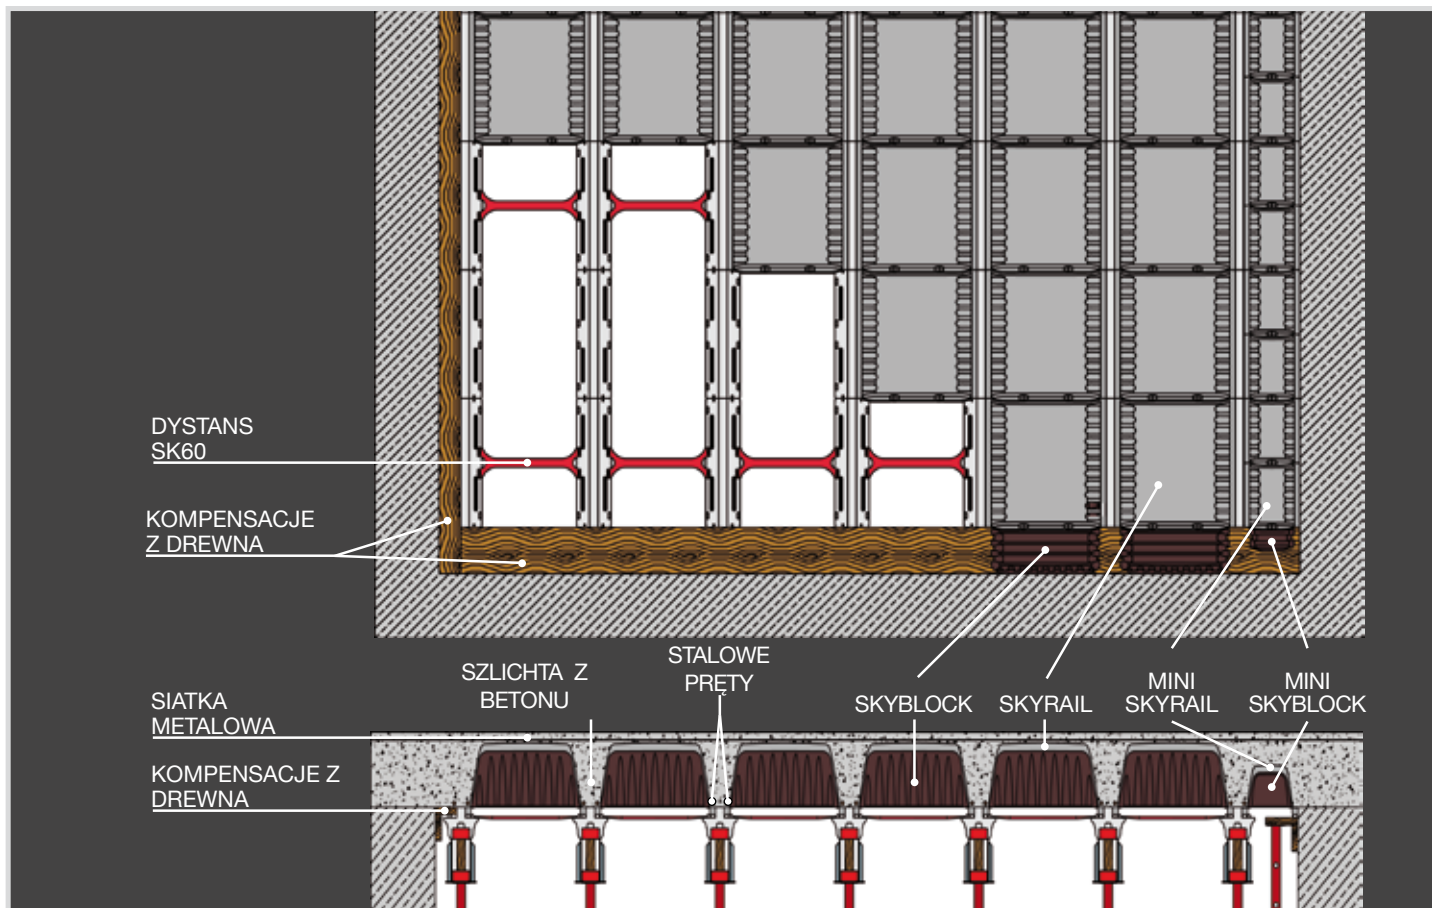 DYSTANS
SK60
KOMPENSACJE
Z DREWNA
SZLICHTA Z
BETONU
STALOWE
PRĘTY
SIATKA
METALOWA
SKYBLOCK
SKYRAIL
MINI
SKYRAIL
MINI
SKYBLOCK
KOMPENSACJE Z
DREWNA